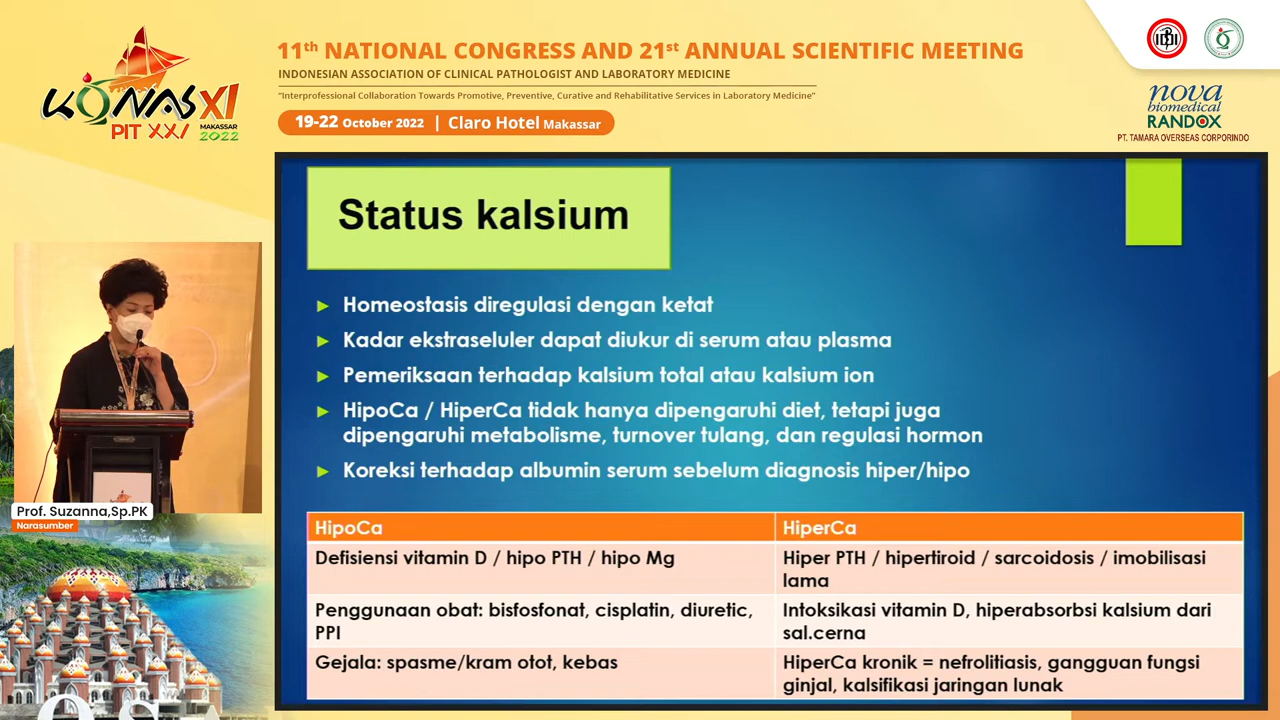 11th NATIONAL CONGRESS AND 21st ANNUAL SCIENTIFIC MEETING
INDONESIAN ASSOCIATION OF CLINICAL PATHOLOGIST AND LABORATORY MEDICINE
"Interprofessional Collaboration Towards Promotive, Preventive, Curative and Rehabilitative Services in Laboratory Medicine"
19-22 October 2022 | Claro Hotel Makassar
KONAS XI
PIT XXI
MAKASSAR
2022
IDI
nova
biomedical
RANDOX
PT. TAMARA OVERSEAS CORPORINDO
Status kalsium
► Homeostasis diregulasi dengan ketat
► Kadar ekstraseluler dapat diukur di serum atau plasma
► Pemeriksaan terhadap kalsium total atau kalsium ion
► HipoCa / HiperCa tidak hanya dipengaruhi diet, tetapi juga
dipengaruhi metabolisme, turnover tulang, dan regulasi hormon
► Koreksi terhadap albumin serum sebelum diagnosis hiper/hipo
HipoCa
HiperCa
Defisiensi vitamin D / hipo PTH / hipo Mg
Hiper PTH / hipertiroid / sarcoidosis / imobilisasi
lama
Penggunaan obat: bisfosfonat, cisplatin, diuretic,
PPI
Intoksikasi vitamin D, hiperabsorbsi kalsium dari
sal.cerna
Gejala: spasme/kram otot, kebas
HiperCa kronik = nefrolitiasis, gangguan fungsi
ginjal, kalsifikasi jaringan lunak
Prof. Suzanna,Sp.PK
Narasumber